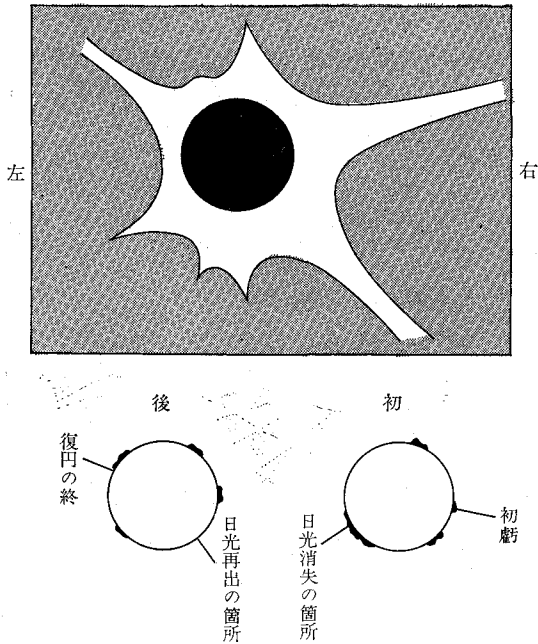 左
右
初
後
初虧
日光消失の箇所
日光再出の箇所
復円の終